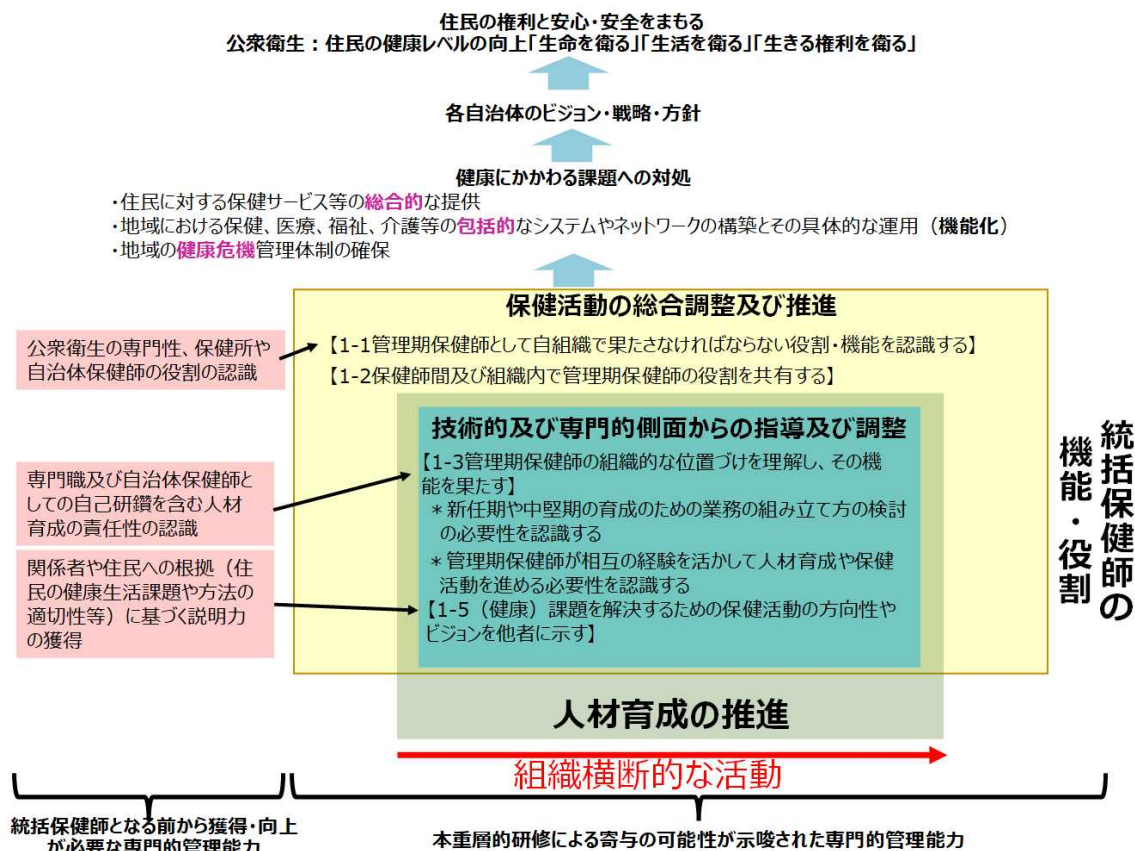 住民の権利と安心・安全をまもる
公衆衛生：住民の健康レベルの向上「生命を衛る」「生活を衛る」「生きる権利を衛る」
各自治体のビジョン・戦略・方針
健康にかかわる課題への対処
・住民に対する保健サービス等の総合的な提供
・地域における保健、医療、福祉、介護等の包括的なシステムやネットワークの構築とその具体的な運用（機能化）
・地域の健康危機管理体制の確保
保健活動の総合調整及び推進
公衆衛生の専門性、保健所や
自治体保健師の役割の認識
【1-1管理期保健師として自組織で果たさなければならない役割・機能を認識する】
【1-2保健師間及び組織内で管理期保健師の役割を共有する】
技術的及び専門的側面からの指導及び調整
専門職及び自治体保健師と
しての自己研鑽を含む人材
育成の責任性の認識
【1-3管理期保健師の組織的な位置づけを理解し、その機
能を果たす】
＊新任期や中堅期の育成のための業務の組み立て方の検討
の必要性を認識する
＊管理期保健師が相互の経験を活かして人材育成や保健
活動を進める必要性を認識する
関係者や住民への根拠（住
民の健康生活課題や方法の
適切性等）に基づく説明力
の獲得
【1-5（健康）課題を解決するための保健活動の方向性や
ビジョンを他者に示す】
統括保健師の
機能・役割
人材育成の推進
組織横断的な活動
統括保健師となる前から獲得・向上
が必要な専門的管理能力
本重層的研修による寄与の可能性が示唆された専門的管理能力